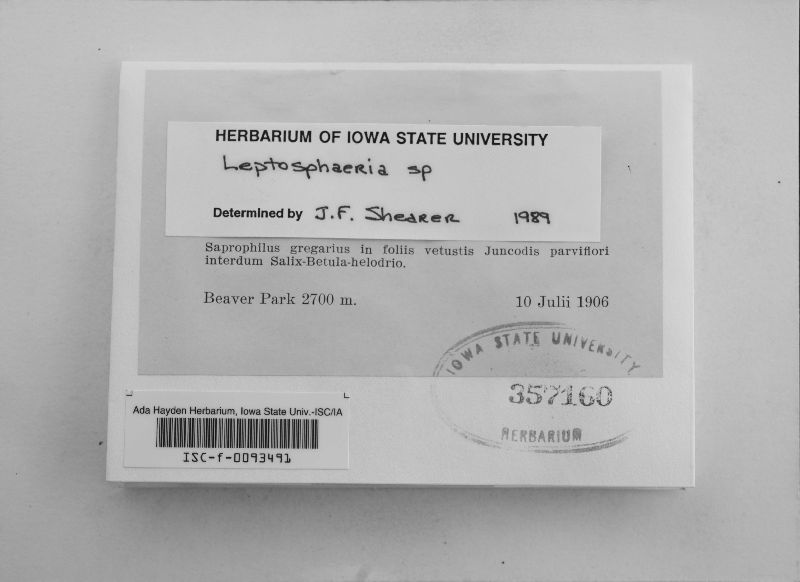 HERBARIUM OF IOWA STATE UNIVERSITY
Leptosphaeria sp
Determined by J.F. Shearer 1989
Saprophilus gregarius in foliis vetustis Juncodis parviflori
interdum Salix-Betula-helodrio.
Beaver Park 2700 m. 10 Julii 1906
IOWA STATE UNIVERSITY
357160
HERBARIUM
Ada Hayden Herbarium, Iowa State Univ.-ISC/IA
ISC-f-0093491